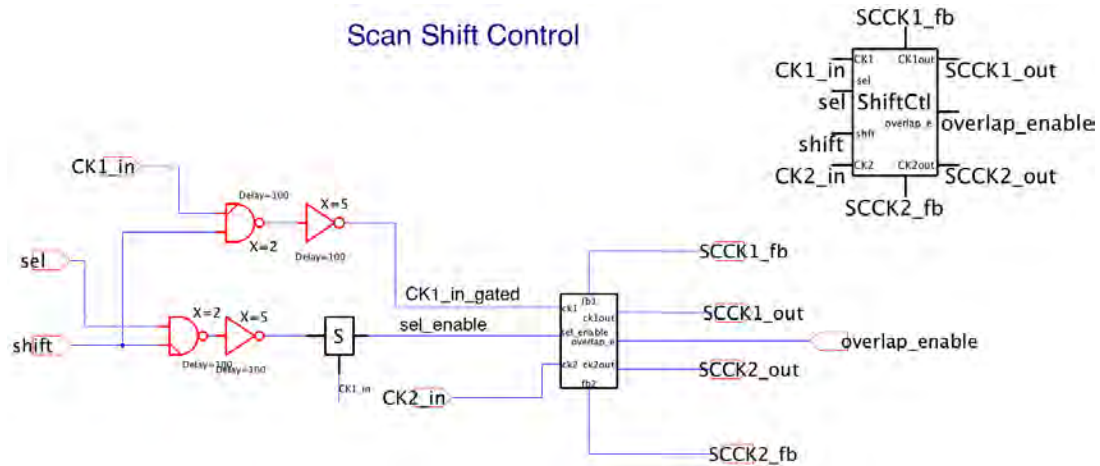 Scan Shift Control
SCCK1_fb
CK1 CK1out
CK1_in SCCK1_out
sel
sel ShiftCtl
overlap_e overlap_enable
shft
shift
CK2 CK2out
CK2_in SCCK2_out
SCCK2_fb
CK1_in
Delay=100
X=5
X=2
Delay=100
sel
SCCK1_fb
CK1_in_gated
fb1
ck1
ck1out SCCK1_out
X=2 X=5
sel_enable
sel_enable
overlap_e overlap_enable
shift
S
Delay=100
Delay=100
ck2 ck2out SCCK2_out
CK1_in
CK2_in
fb2
SCCK2_fb